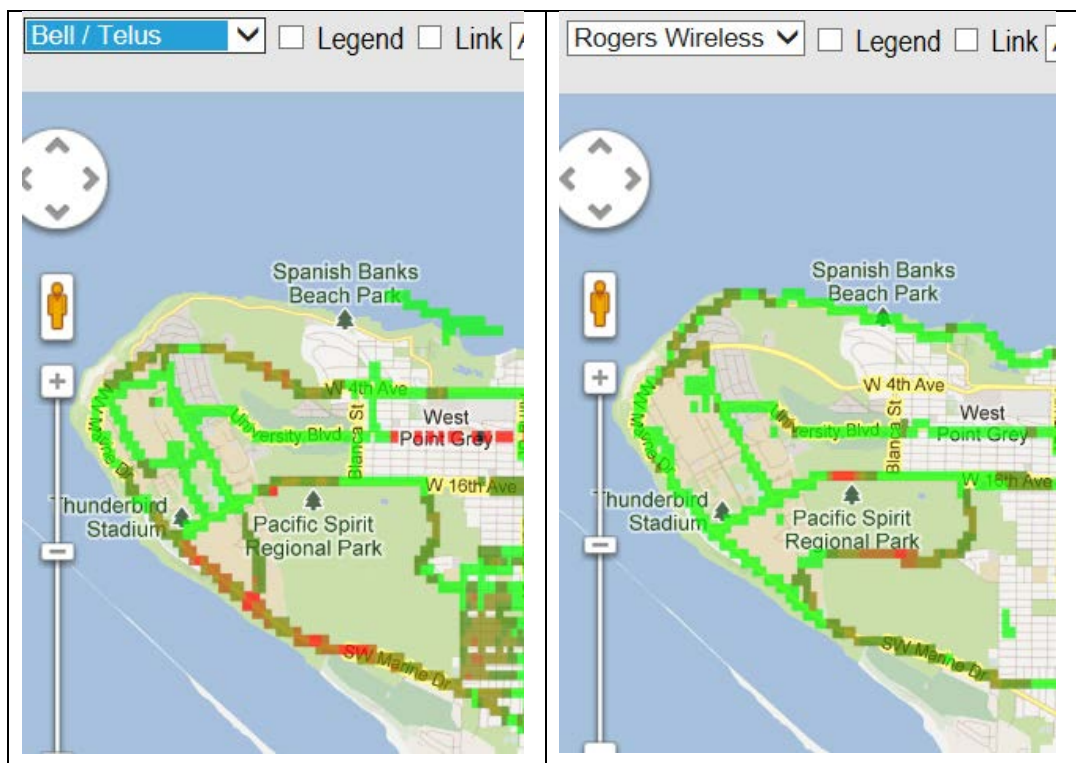 Bell / Telus
Legend
Link
Spanish Banks
Beach Park
W 4th Ave
West
Point Grey
University Blvd
Blanca St
W 16th Ave
Thunderbird
Stadium
Pacific Spirit
Regional Park
SW Marine Dr
Rogers Wireless
Legend
Link
Spanish Banks
Beach Park
W 4th Ave
West
Point Grey
versity Blvd
Blanca St
W 16th Ave
Thunderbird
Stadium
Pacific Spirit
Regional Park
SW Marine Dr